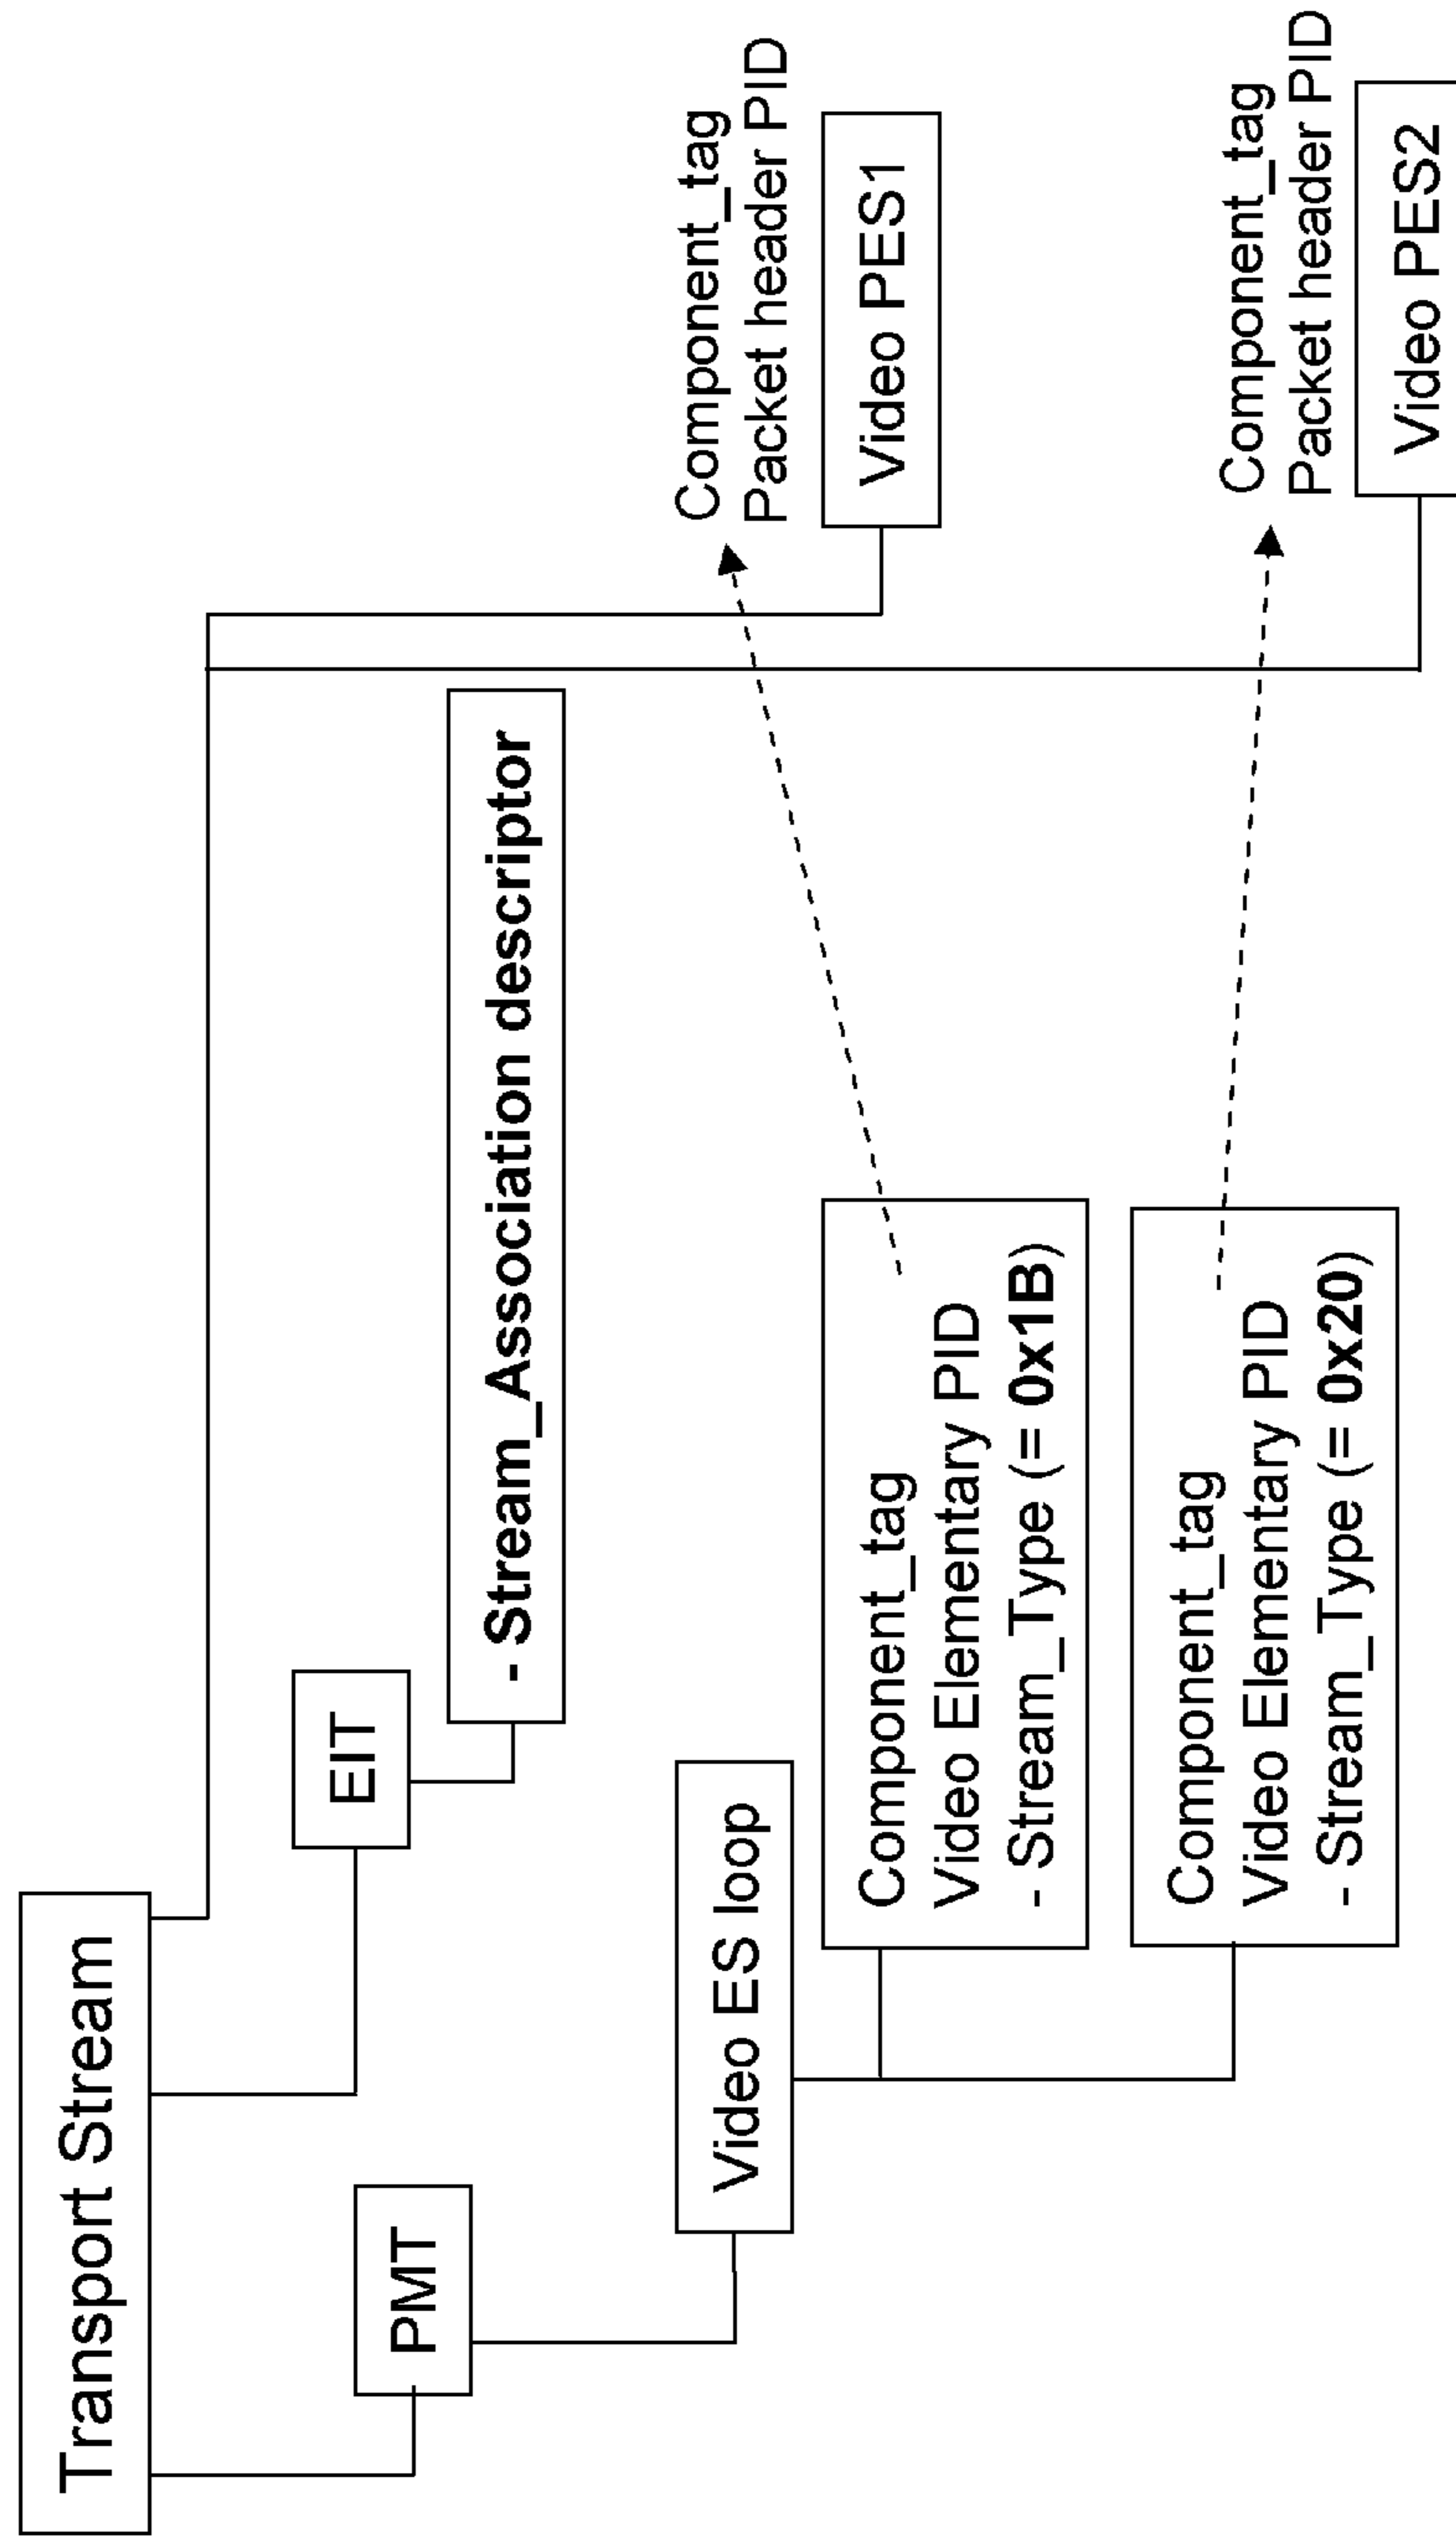 Transport Stream
EIT
PMT
- Stream_Association descriptor
Video ES loop
Component_tag
Packet header PID
Video PES1
Component_tag
Video Elementary PID
- Stream_Type (= 0x1B)
Component_tag
Packet header PID
Video PES2
Component_tag
Video Elementary PID
- Stream_Type (= 0x20)